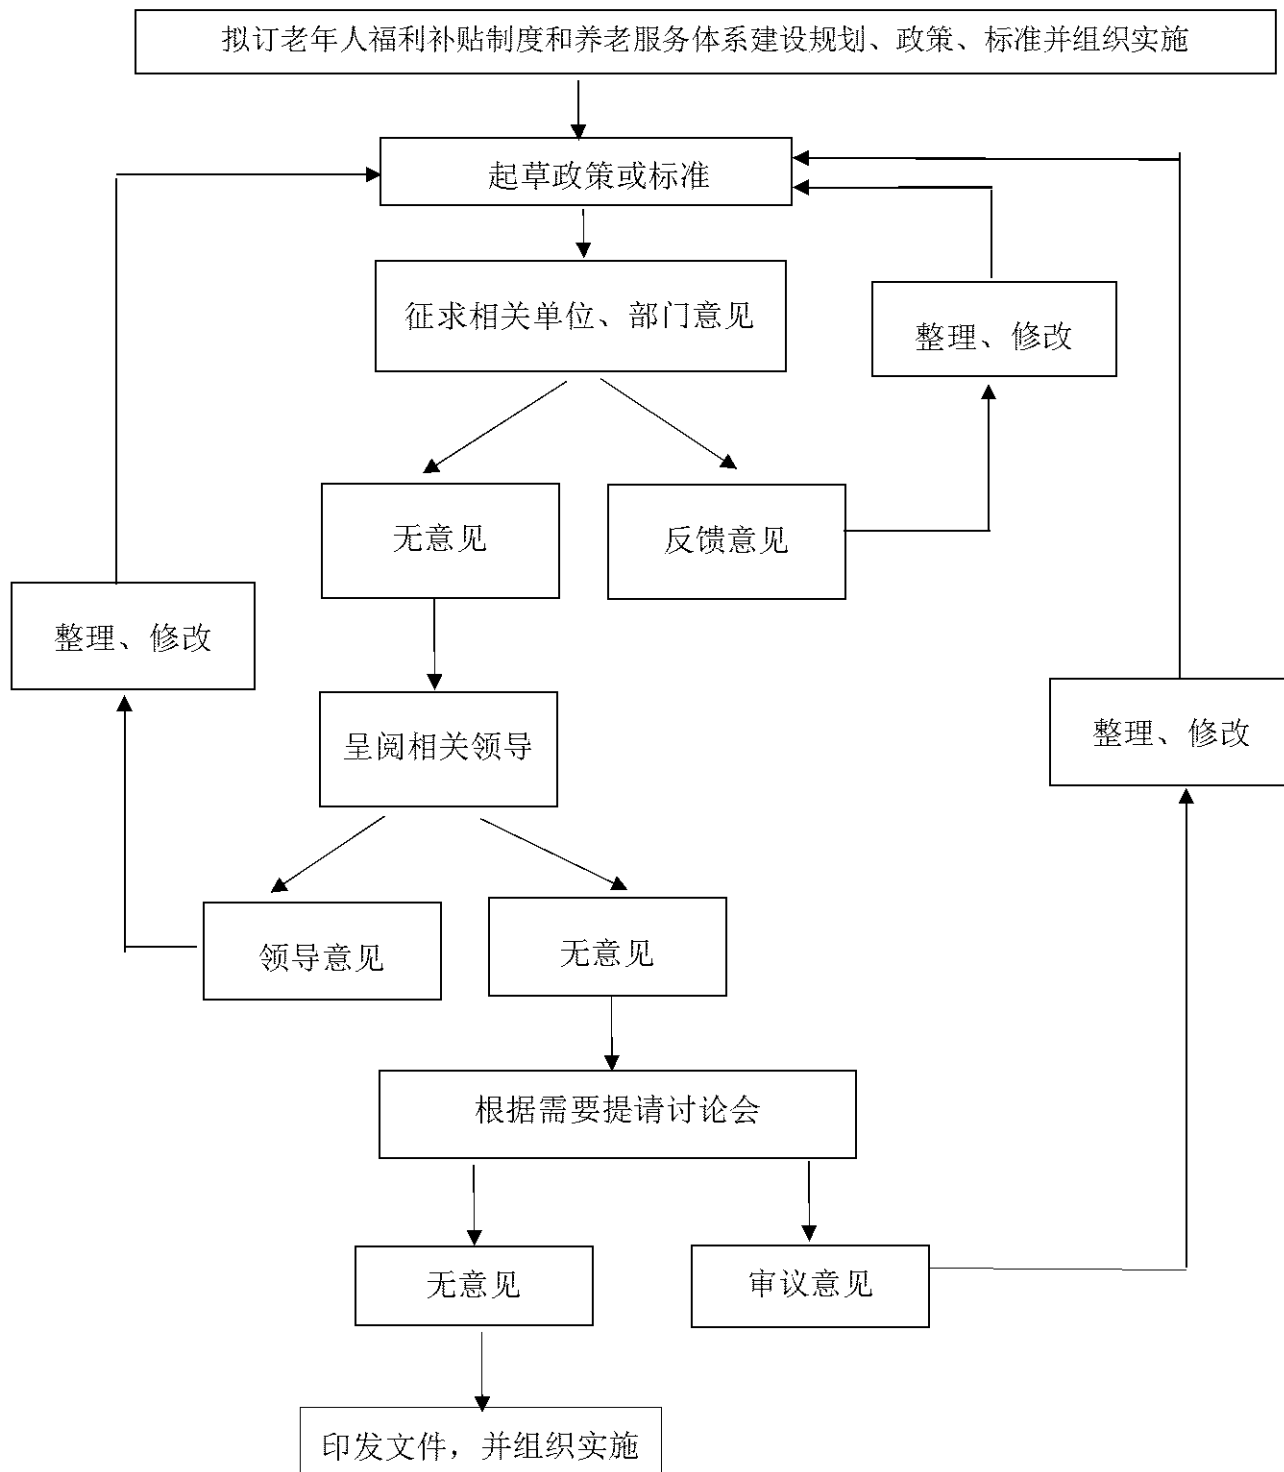 拟订老年人福利补贴制度和养老服务体系建设规划、政策、标准并组织实施
起草政策或标准
征求相关单位、部门意见
整理、修改
无意见
反馈意见
整理、修改
呈阅相关领导
整理、修改
领导意见
无意见
根据需要提请讨论会
无意见
审议意见
印发文件，并组织实施